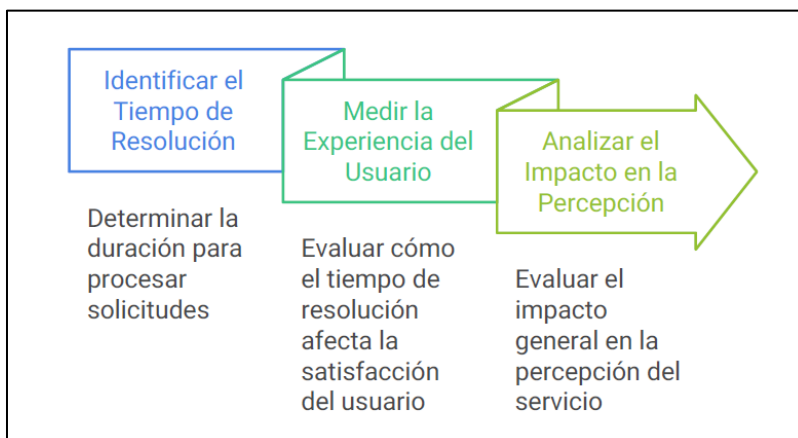 Identificar el
Tiempo de
Resolución
Determinar la
duración para
procesar
solicitudes
Medir la
Experiencia del
Usuario
Evaluar cómo
el tiempo de
resolución
afecta la
satisfacción
del usuario
Analizar el
Impacto en la
Percepción
Evaluar el
impacto
general en la
percepción del
servicio